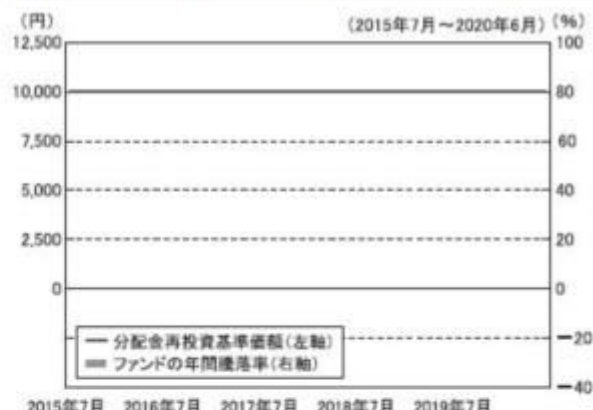 (円) (2015年7月～2020年6月) (%)
12,500 100
10,000 80
7,500 60
5,000 40
2,500 20
0 0
分配金再投資基準価額(左軸) −20
ファンドの年間騰落率(右軸)
−40
2015年7月 2016年7月 2017年7月 2018年7月 2019年7月